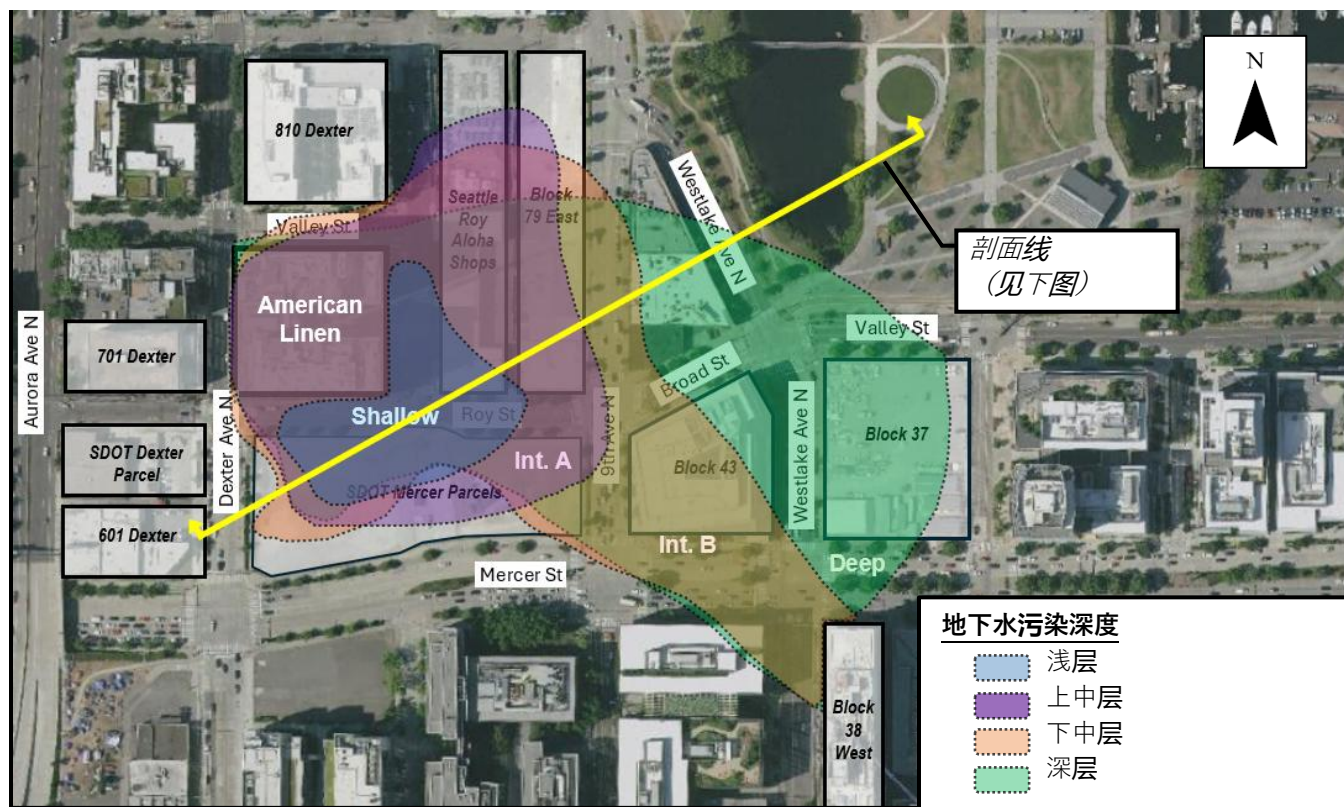 N
810 Dexter
Seattle
Roy
Aloha
Shops
Block
79 East
Westlake Ave N
Valley St
剖面线
（见下图）
American
Linen
Aurora Ave N
701 Dexter
Dexter Ave N
Shallow
Roy St
9th Ave N
Broad St
Valley St
Westlake Ave N
Block 37
Block 43
SDOT Dexter
Parcel
Int. A
SDOT Mercer Parcels
601 Dexter
Int. B
Deep
Mercer St
Block
38
West
地下水污染深度
浅层
上中层
下中层
深层